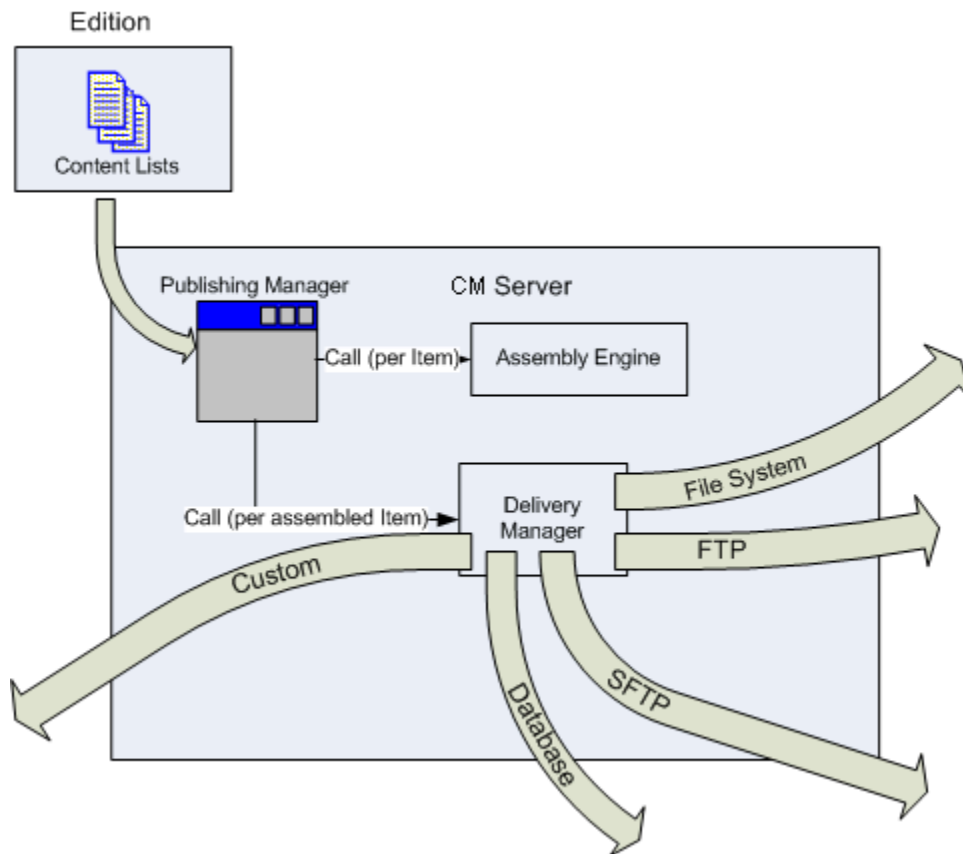 Edition
Content Lists
Publishing Manager
CM Server
Call (per Item)
Assembly Engine
File System
Delivery
Manager
Call (per assembled Item)
FTP
Custom
SFTP
Database